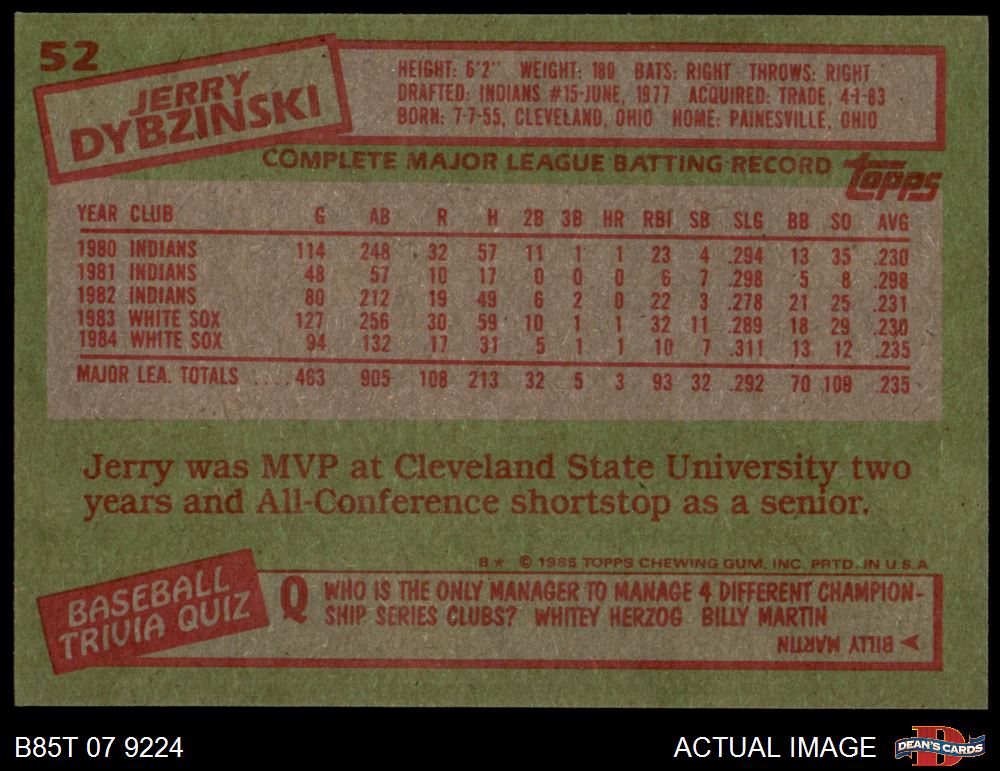 52
JERRY
DYBZINSKI
HEIGHT: 6'2" WEIGHT: 180 BATS: RIGHT THROWS: RIGHT
DRAFTED: INDIANS #15-JUNE, 1977 ACQUIRED: TRADE, 4-1-83
BORN: 7-7-55, CLEVELAND, OHIO HOME: PAINESVILLE, OHIO
COMPLETE MAJOR LEAGUE BATTING RECORD
topps
YEAR CLUB G AB R H 2B 3B HR RBI SB SLG BB SO AVG
1980 INDIANS 114 248 32 57 11 1 1 23 4 .294 13 35 .230
1981 INDIANS 48 57 10 17 0 0 0 6 7 .298 5 8 .298
1982 INDIANS 80 212 19 49 6 2 0 22 3 .278 21 25 .231
1983 WHITE SOX 127 256 30 59 10 1 1 32 11 .289 18 29 .230
1984 WHITE SOX 94 132 17 31 5 1 1 10 7 .311 13 12 .235
MAJOR LEA. TOTALS ....463 905 108 213 32 5 3 93 32 .292 70 109 .235
Jerry was MVP at Cleveland State University two
years and All-Conference shortstop as a senior.
B* © 1985 TOPPS CHEWING GUM, INC. PRTD. IN U.S.A.
BASEBALL
TRIVIA QUIZ
Q WHO IS THE ONLY MANAGER TO MANAGE 4 DIFFERENT CHAMPION-
SHIP SERIES CLUBS? WHITEY HERZOG BILLY MARTIN
BILLY MARTIN
B85T 07 9224
ACTUAL IMAGE
D
DEAN'S CARDS